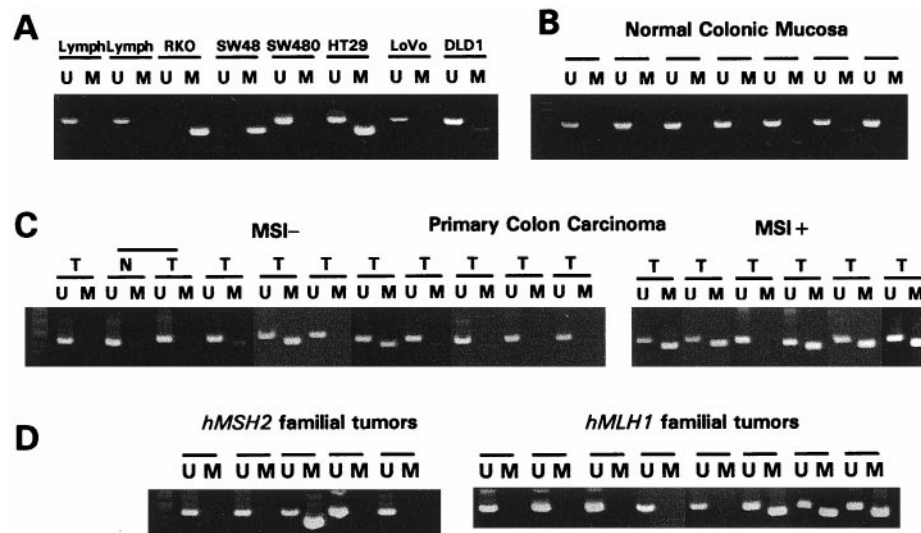 A
Lymph Lymph RKO SW48 SW480 HT29 LoVo DLD1
U M U M U M U M U M U M U M U M
B
Normal Colonic Mucosa
U M U M U M U M U M U M U M
C
MSI– Primary Colon Carcinoma MSI +
T N T T T T T T T T T T T T T T T
U M U M U M U M U M U M U M U M U M U M U M U M U M U M U M U M U M
D
hMSH2 familial tumors hMLH1 familial tumors
U M U M U M U M U M U M U M U M U M U M U M U M U M